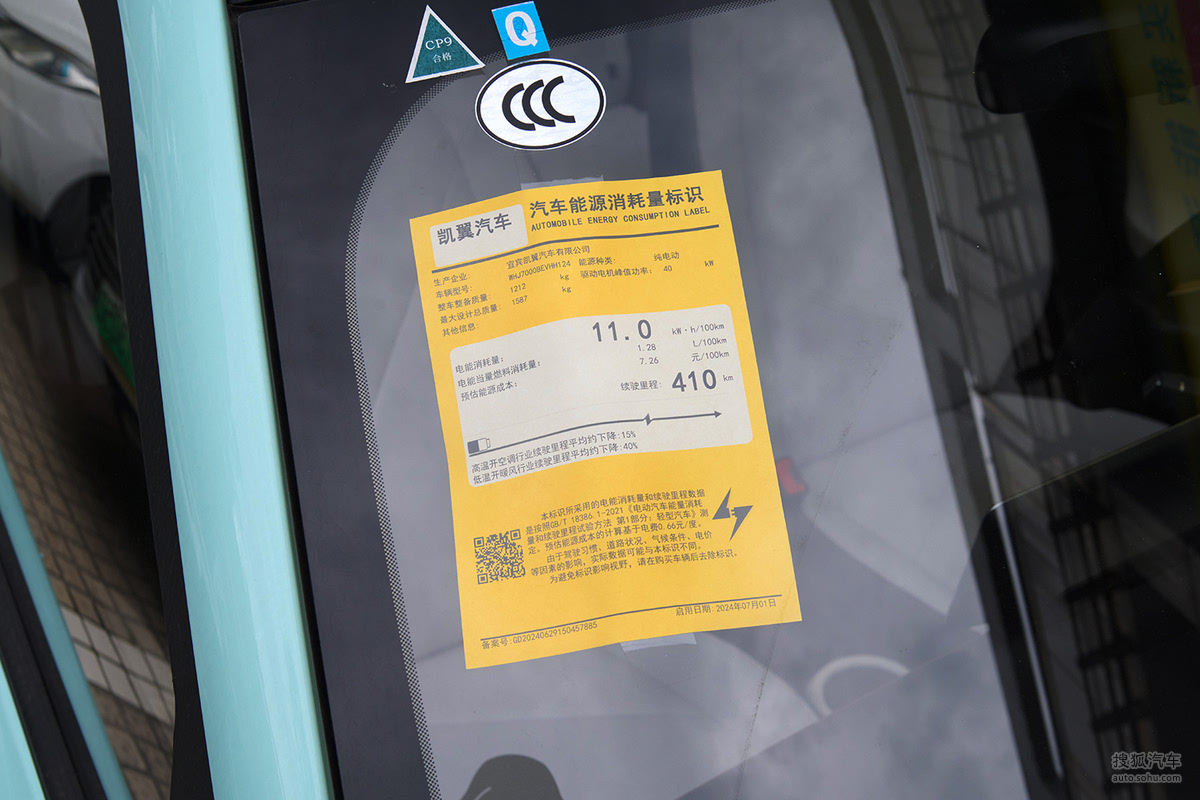 CP9
合格
Q
CCC
凯翼汽车
汽车能源消耗量标识
AUTOMOBILE ENERGY CONSUMPTION LABEL
生产企业: 宜宾凯翼汽车有限公司
车辆型号: MHJ7000BEVHH124 能源种类: 纯电动
整车整备质量: 1212 kg 驱动电机峰值功率: 40 kW
最大设计总质量: 1587 kg
其他信息:
电能消耗量: 11.0 kW·h/100km
电能当量燃料消耗量: 1.28 L/100km
预估能源成本: 7.26 元/100km
续驶里程: 410 km
高温开空调行业续驶里程平均约下降:15%
低温开暖风行业续驶里程平均约下降:40%
本标识所采用的电能消耗量和续驶里程数据
是按照GB/T 18386.1-2021《电动汽车能量消耗
量和续驶里程试验方法 第1部分: 轻型汽车》测
定。预估能源成本的计算基于电费0.66元/度。
由于驾驶习惯、道路状况、气候条件、电价
等因素的影响, 实际数据可能与本标识不同。
为避免标识影响视野, 请在购买车辆后去除标识。
备案号:GD20240629150457885
启用日期: 2024年07月01日
搜狐汽车
auto.sohu.com